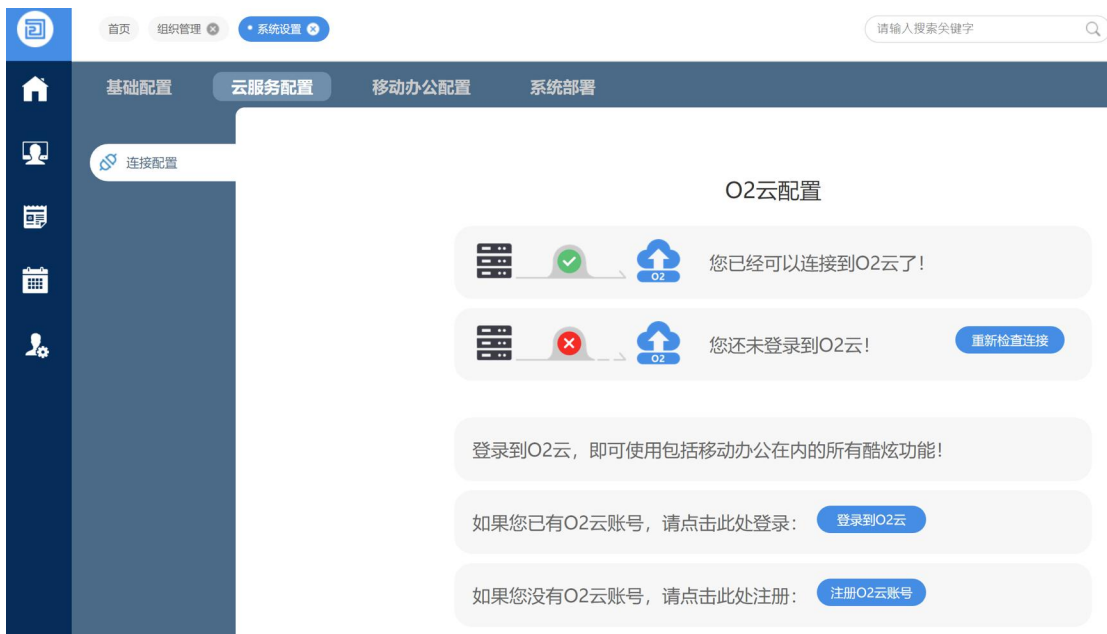 首页 组织管理 系统设置 请输入搜索关键字
基础配置 云服务配置 移动办公配置 系统部署
连接配置
O2云配置
O2 您已经可以连接到O2云了！
O2 您还未登录到O2云！ 重新检查连接
登录到O2云，即可使用包括移动办公在内的所有酷炫功能！
如果您已有O2云账号，请点击此处登录： 登录到O2云
如果您没有O2云账号，请点击此处注册： 注册O2云账号